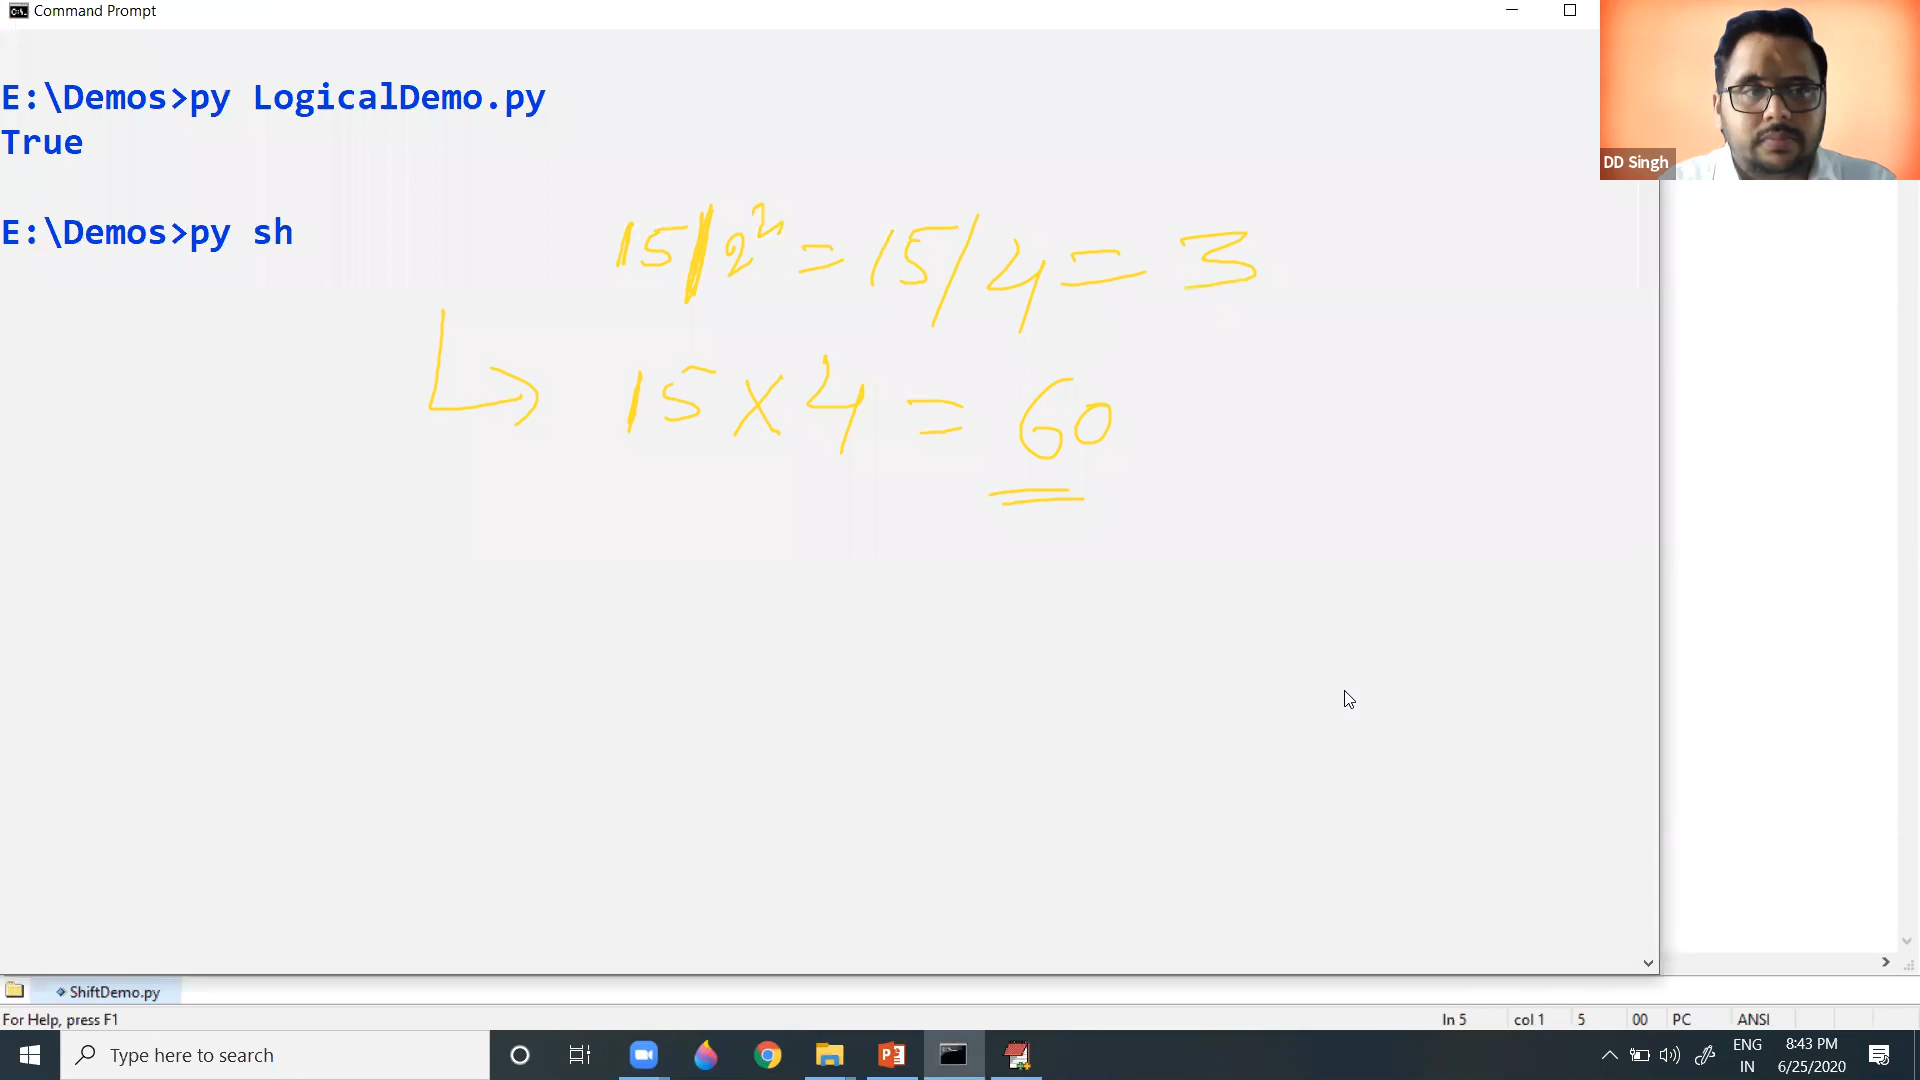 Command Prompt
E:\Demos>py LogicalDemo.py
True
DD Singh
E:\Demos>py sh
15/2² = 15/4 = 3
15 x 4 = 60
ShiftDemo.py
For Help, press F1
ln 5 col 1 5 00 PC ANSI
Type here to search
ENG
IN
8:43 PM
6/25/2020